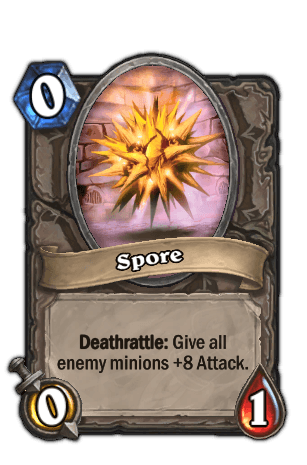 0
Spore
Deathrattle: Give all
enemy minions +8 Attack.
0
1